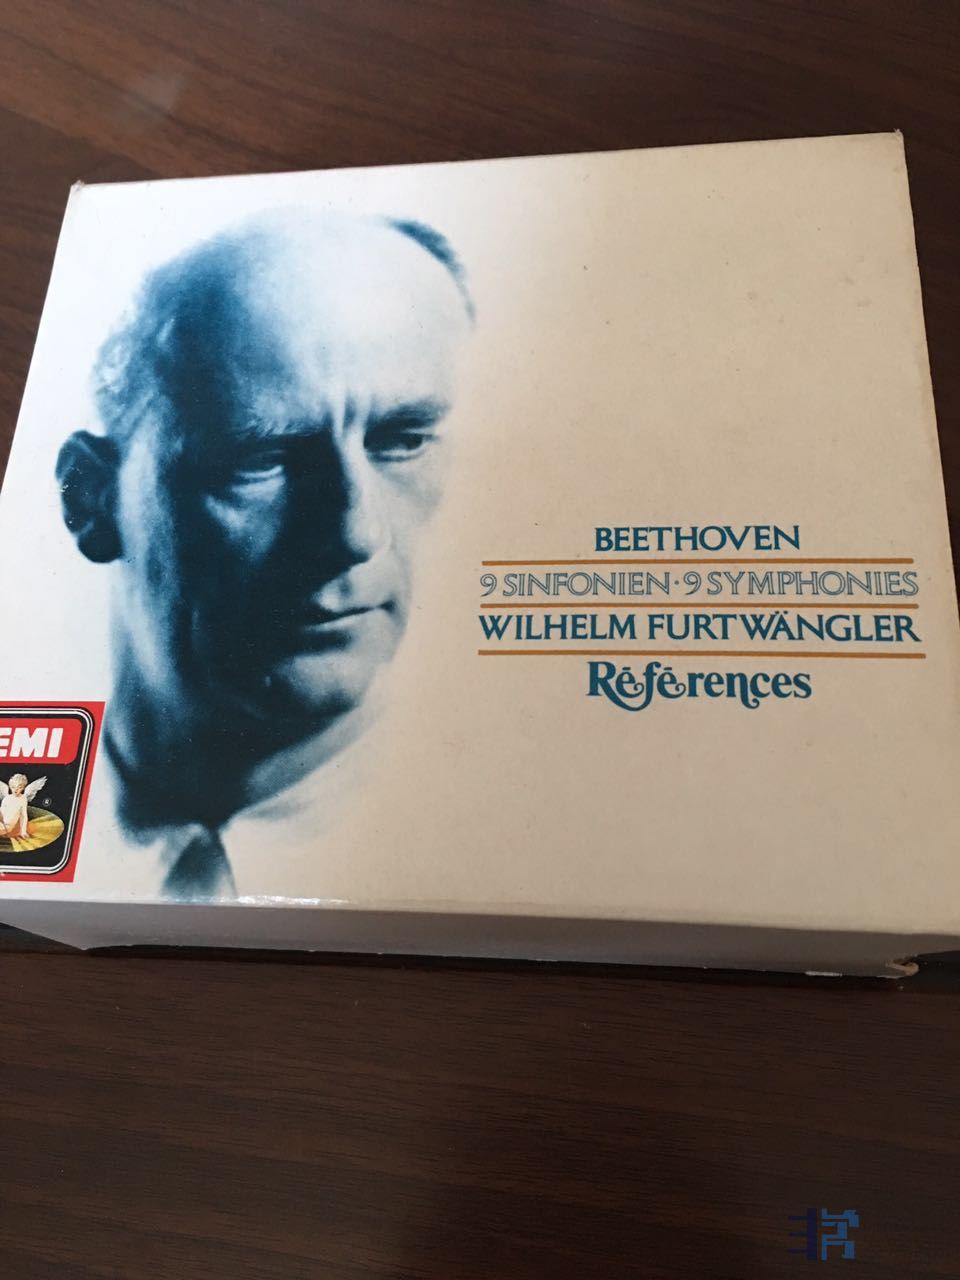 BEETHOVEN
9 SINFONIEN · 9 SYMPHONIES
WILHELM FURTWÄNGLER
Références
EMI
®